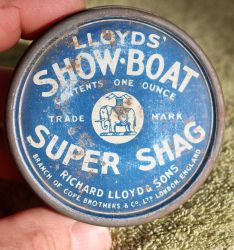 LLOYDS'
SHOW·BOAT
CONTENTS ONE OUNCE
TRADE MARK
SUPER SHAG
RICHARD LLOYD & SONS
BRANCH OF COPE BROTHERS & Co. LTD LONDON, ENGLAND